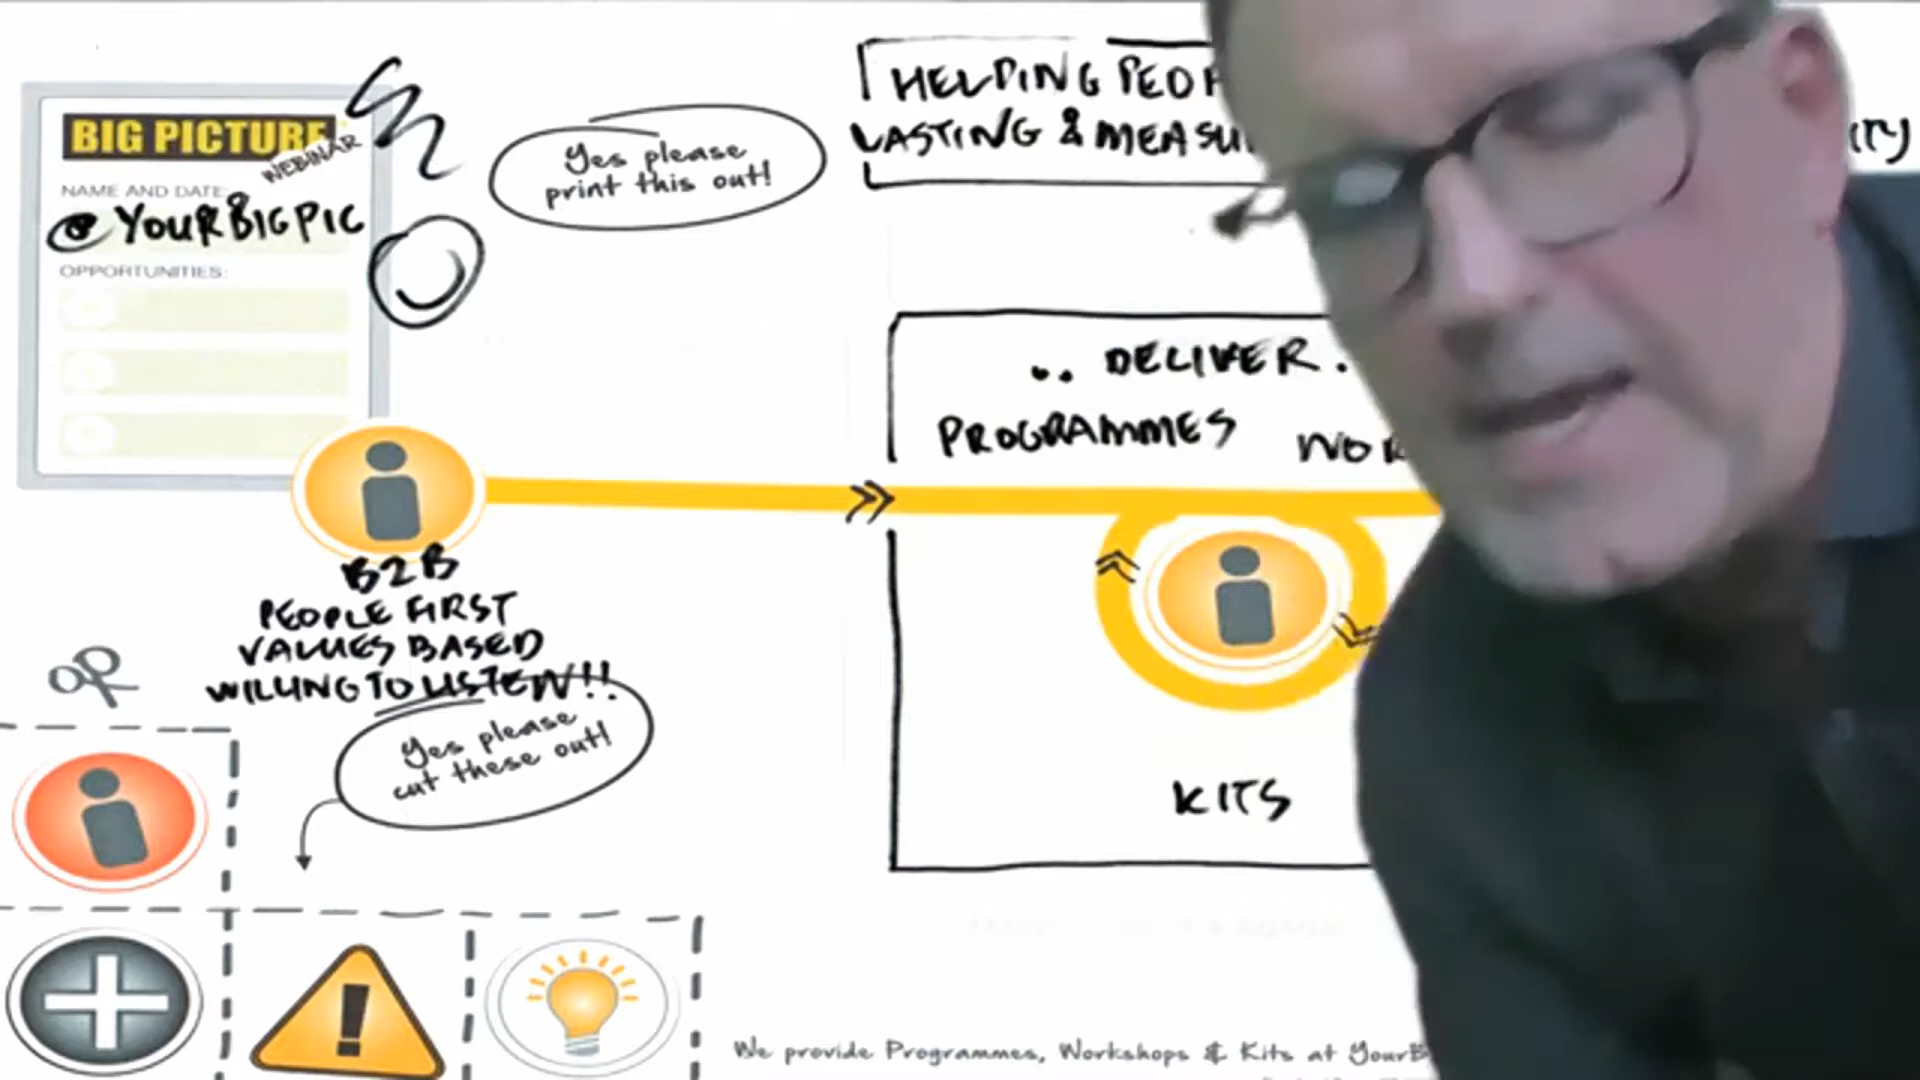 BIG PICTURE
WEBINAR
NAME AND DATE:
@YOURBIGPIC
OPPORTUNITIES:
Yes please
print this out!
HELPING
LASTING & 
.. DELIVER.
PROGRAMMES
KITS
B2B
PEOPLE FIRST
VALUES BASED
WILLING TO LISTEN!!
OR
Yes please
cut these out!
We provide Programmes, Workshops & Kits at